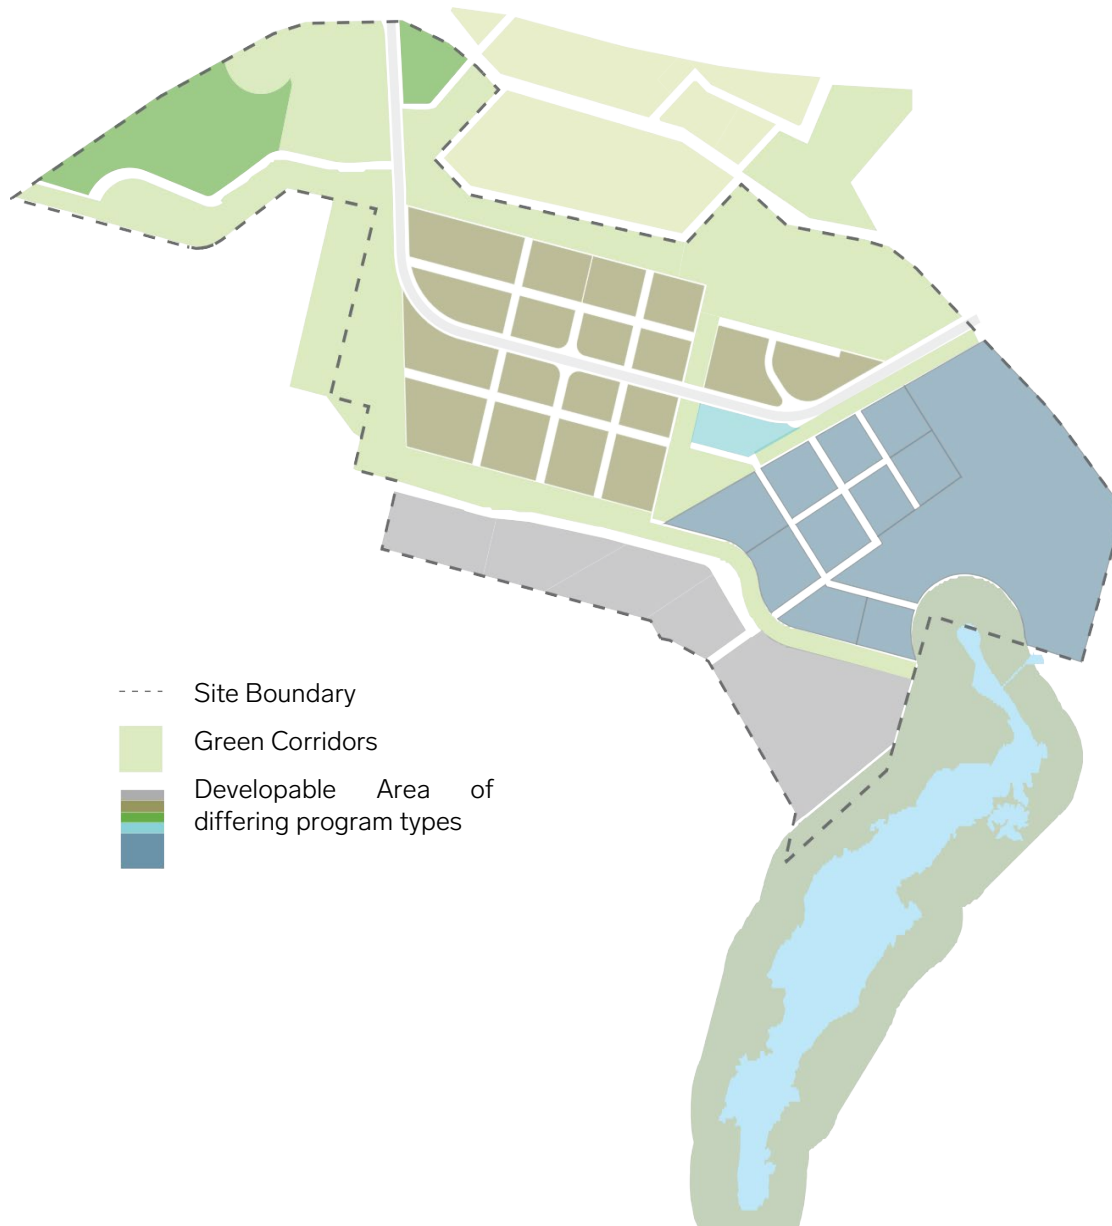 Site Boundary
Green Corridors
Developable Area of
differing program types